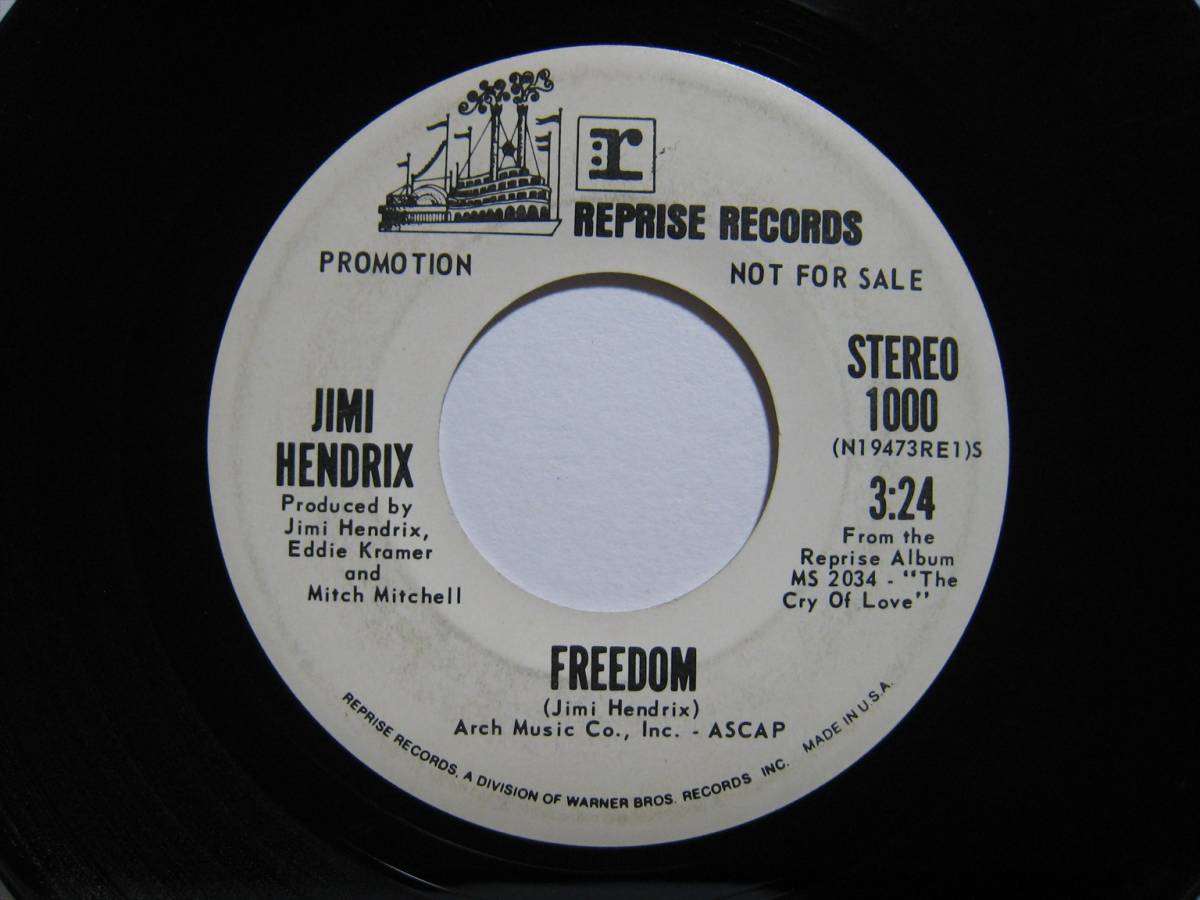 r
REPRISE RECORDS
PROMOTION
NOT FOR SALE
JIMI
HENDRIX
Produced by
Jimi Hendrix,
Eddie Kramer
and
Mitch Mitchell
STEREO
1000
(N19473RE1)S
3:24
From the
Reprise Album
MS 2034 - "The
Cry Of Love"
FREEDOM
(Jimi Hendrix)
Arch Music Co., Inc. - ASCAP
REPRISE RECORDS, A DIVISION OF WARNER BROS. RECORDS INC. MADE IN U.S.A.